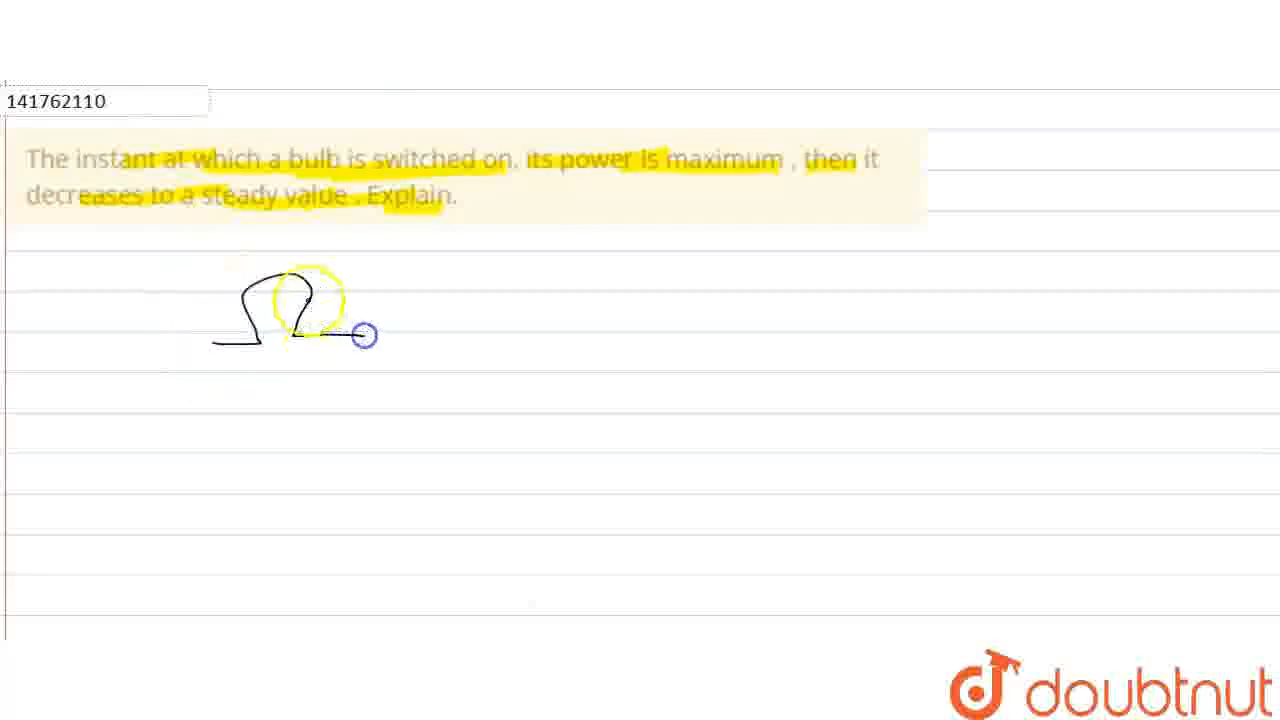 141762110
The instant at which a bulb is switched on, its power is maximum , then it
decreases to a steady value . Explain.
doubtnut